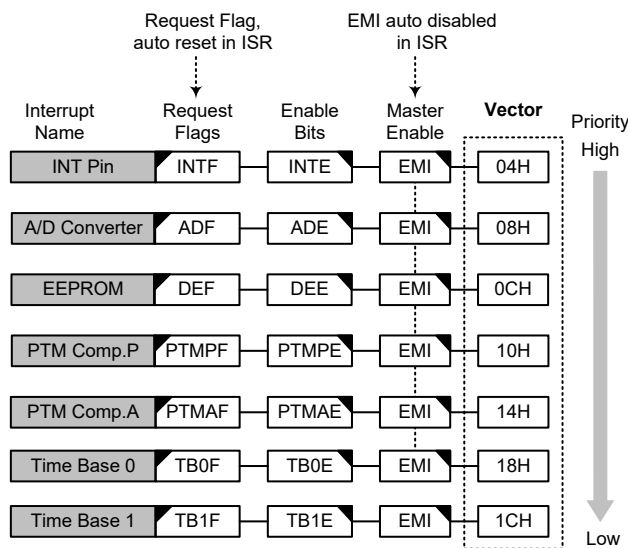 Request Flag,
auto reset in ISR
EMI auto disabled
in ISR
Interrupt
Name
Request
Flags
Enable
Bits
Master
Enable
Vector
Priority
High
INT Pin INTF INTE EMI 04H
A/D Converter ADF ADE EMI 08H
EEPROM DEF DEE EMI 0CH
PTM Comp.P PTMPF PTMPE EMI 10H
PTM Comp.A PTMAF PTMAE EMI 14H
Time Base 0 TB0F TB0E EMI 18H
Time Base 1 TB1F TB1E EMI 1CH
Low